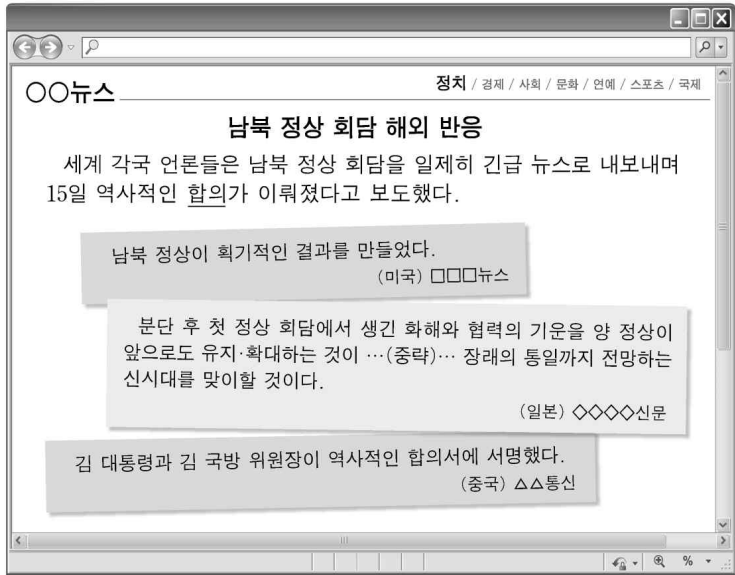 ○○뉴스
정치 / 경제 / 사회 / 문화 / 연예 / 스포츠 / 국제
남북 정상 회담 해외 반응
세계 각국 언론들은 남북 정상 회담을 일제히 긴급 뉴스로 내보내며
15일 역사적인 합의가 이뤄졌다고 보도했다.
남북 정상이 획기적인 결과를 만들었다.
(미국) □□□뉴스
분단 후 첫 정상 회담에서 생긴 화해와 협력의 기운을 양 정상이
앞으로도 유지·확대하는 것이 …(중략)… 장래의 통일까지 전망하는
신시대를 맞이할 것이다.
(일본) ◇◇◇◇신문
김 대통령과 김 국방 위원장이 역사적인 합의서에 서명했다.
(중국) △△통신
%